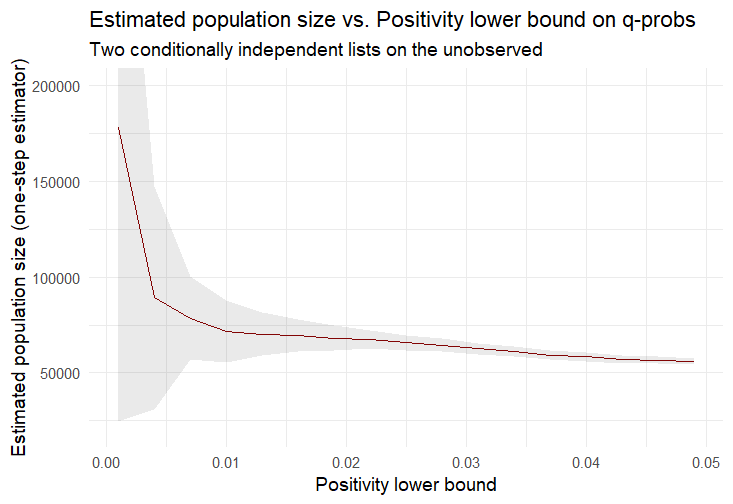 Estimated population size vs. Positivity lower bound on q-probs
Two conditionally independent lists on the unobserved
Estimated population size (one-step estimator)
200000
150000
100000
50000
0.00 0.01 0.02 0.03 0.04 0.05
Positivity lower bound